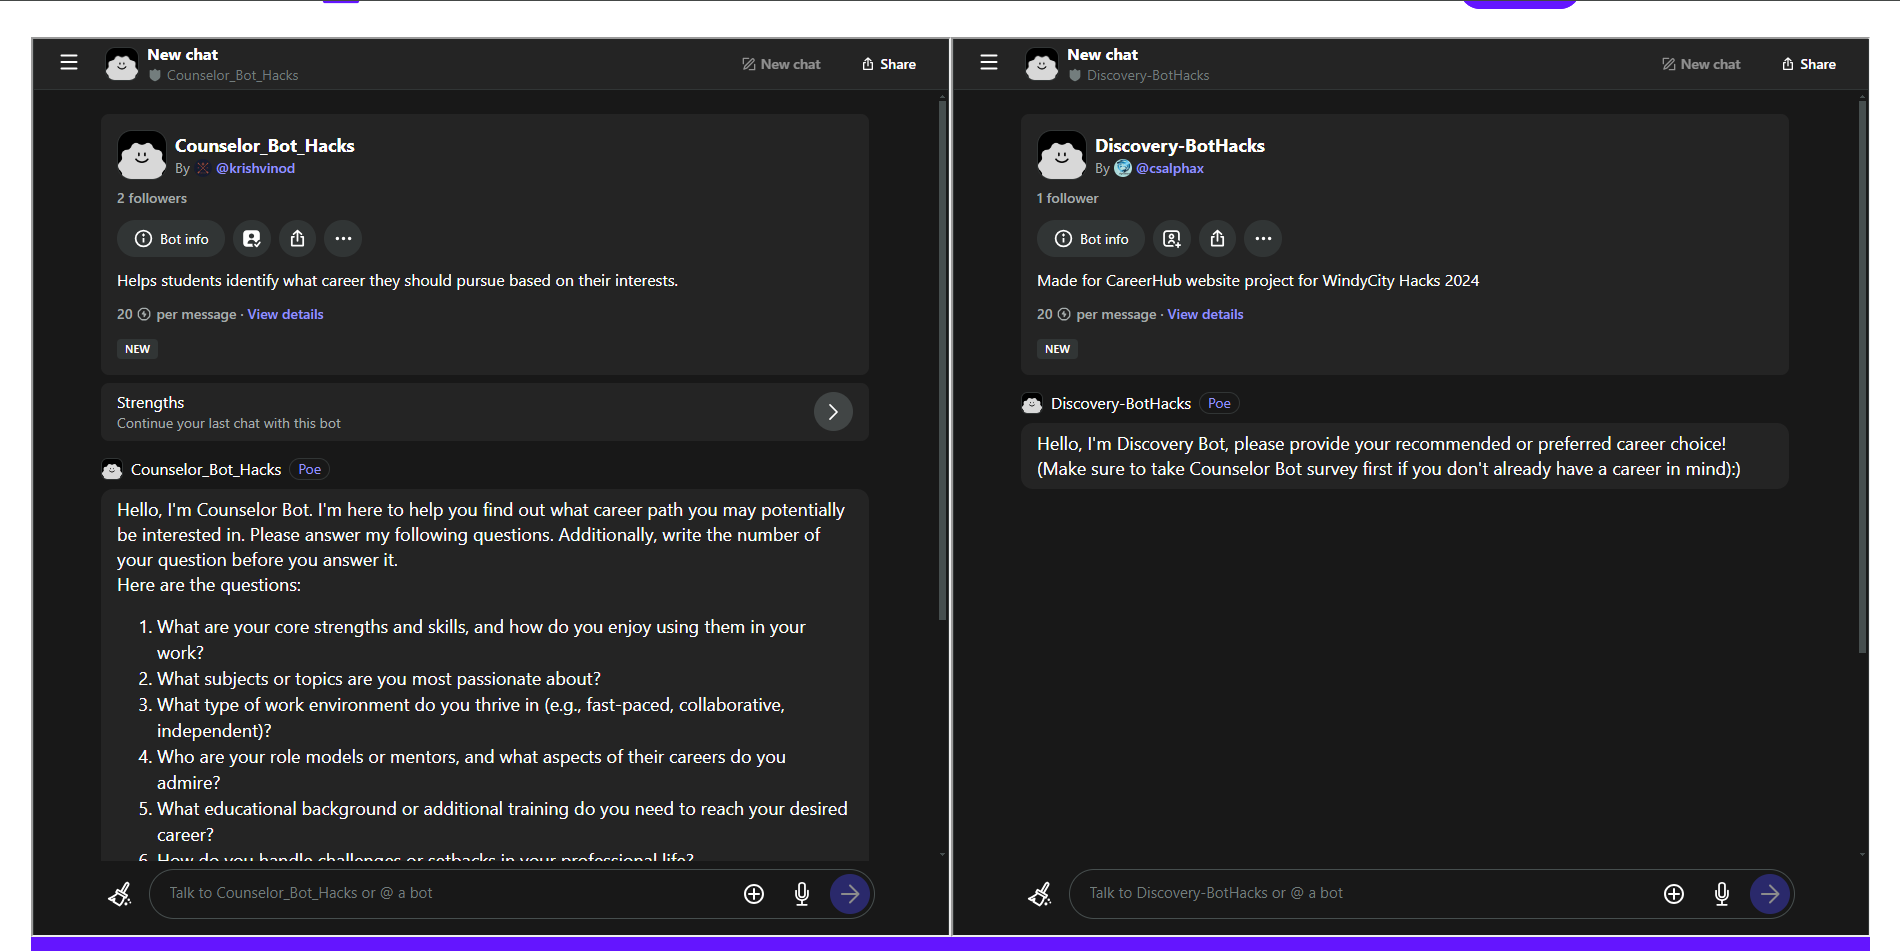 New chat
Counselor_Bot_Hacks
New chat
Share
Counselor_Bot_Hacks
By @krishvinod
2 followers
Bot info
Helps students identify what career they should pursue based on their interests.
20 per message · View details
NEW
Strengths
Continue your last chat with this bot
Counselor_Bot_Hacks Poe
Hello, I'm Counselor Bot. I'm here to help you find out what career path you may potentially
be interested in. Please answer my following questions. Additionally, write the number of
your question before you answer it.
Here are the questions:
1. What are your core strengths and skills, and how do you enjoy using them in your
work?
2. What subjects or topics are you most passionate about?
3. What type of work environment do you thrive in (e.g., fast-paced, collaborative,
independent)?
4. Who are your role models or mentors, and what aspects of their careers do you
admire?
5. What educational background or additional training do you need to reach your desired
career?
6. How do you handle challenges or setbacks in your professional life?
Talk to Counselor_Bot_Hacks or @ a bot
New chat
Discovery-BotHacks
New chat
Share
Discovery-BotHacks
By @csalphax
1 follower
Bot info
Made for CareerHub website project for WindyCity Hacks 2024
20 per message · View details
NEW
Discovery-BotHacks Poe
Hello, I'm Discovery Bot, please provide your recommended or preferred career choice!
(Make sure to take Counselor Bot survey first if you don't already have a career in mind):)
Talk to Discovery-BotHacks or @ a bot